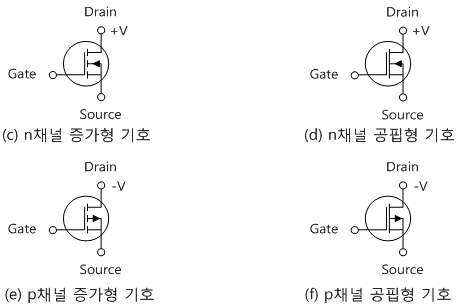 Drain
+V
Gate
Source
(c) n채널 증가형 기호
Drain
+V
Gate
Source
(d) n채널 공핍형 기호
Drain
-V
Gate
Source
(e) p채널 증가형 기호
Drain
-V
Gate
Source
(f) p채널 공핍형 기호